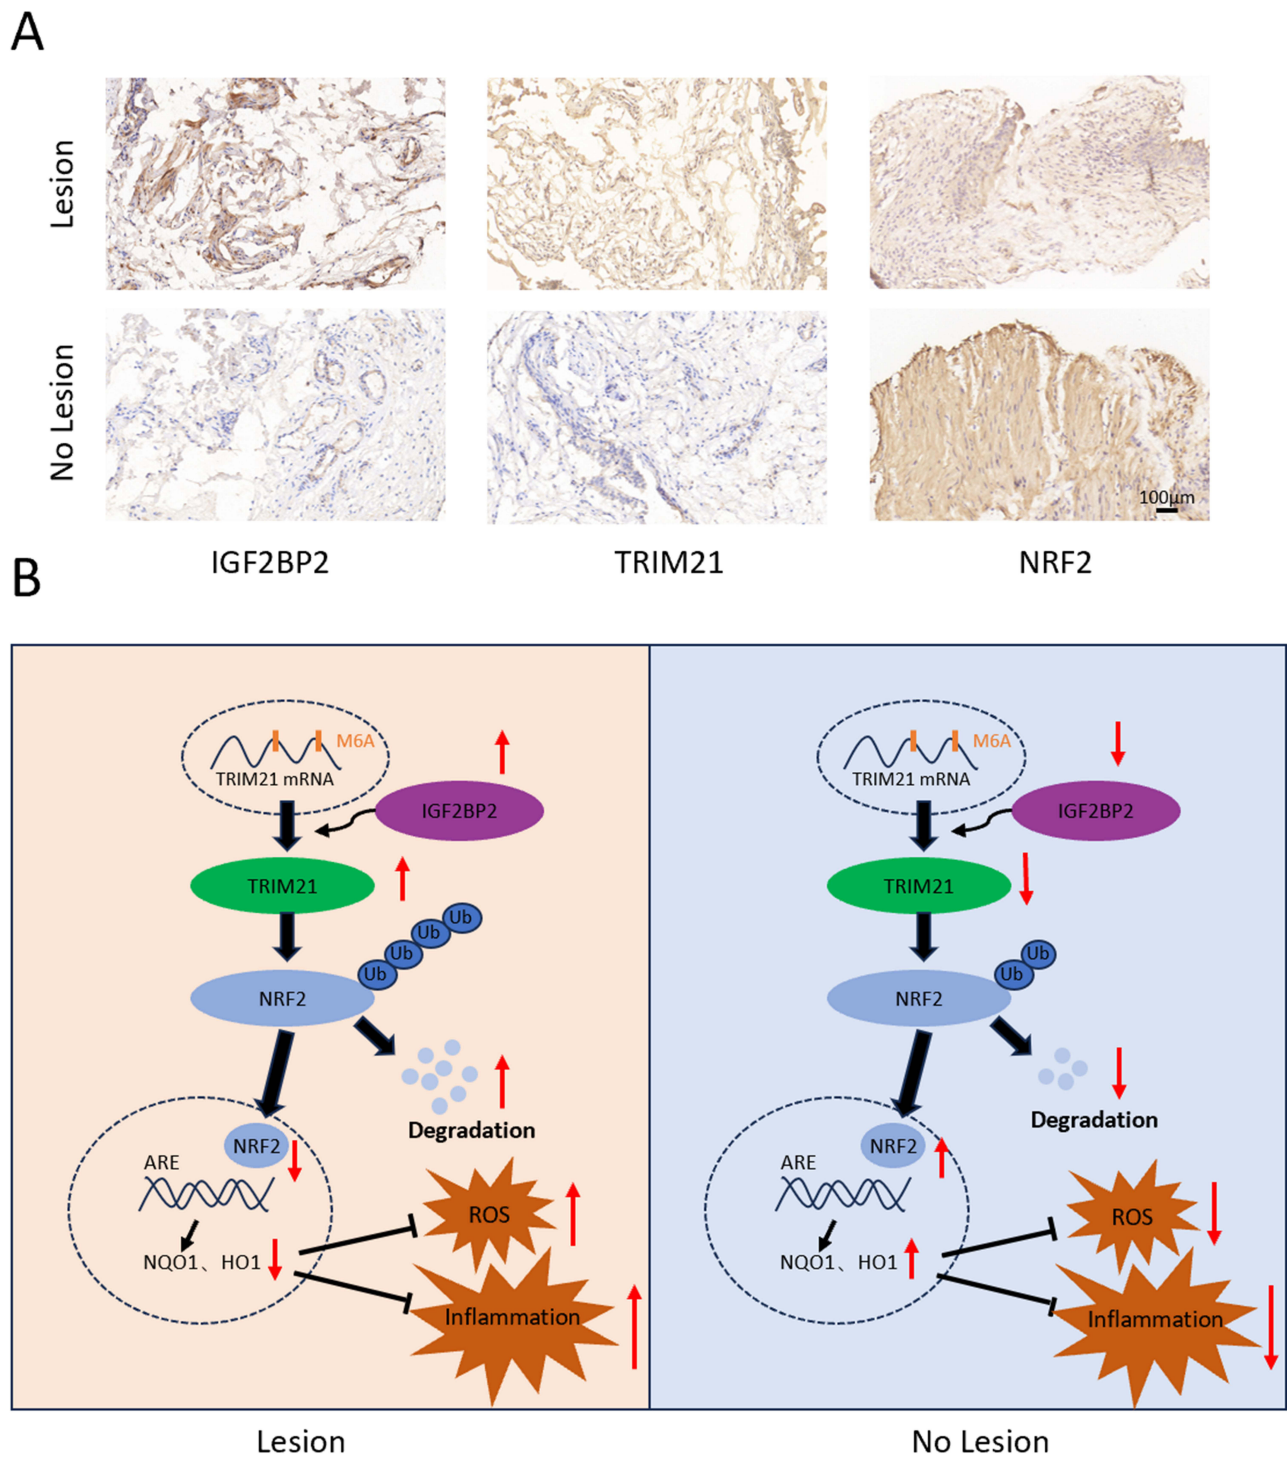 A
Lesion
No Lesion
100μm
IGF2BP2
TRIM21
NRF2
B
M6A
TRIM21 mRNA
IGF2BP2
TRIM21
Ub
Ub
Ub
Ub
NRF2
Degradation
NRF2
ARE
NQO1、HO1
ROS
Inflammation
Lesion
M6A
TRIM21 mRNA
IGF2BP2
TRIM21
Ub
Ub
NRF2
Degradation
NRF2
ARE
NQO1、HO1
ROS
Inflammation
No Lesion